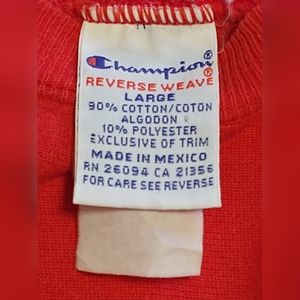 Champion®
REVERSE WEAVE®
LARGE
90% COTTON/COTON
ALGODON
10% POLYESTER
EXCLUSIVE OF TRIM
MADE IN MEXICO
RN 26094 CA 21356
FOR CARE SEE REVERSE